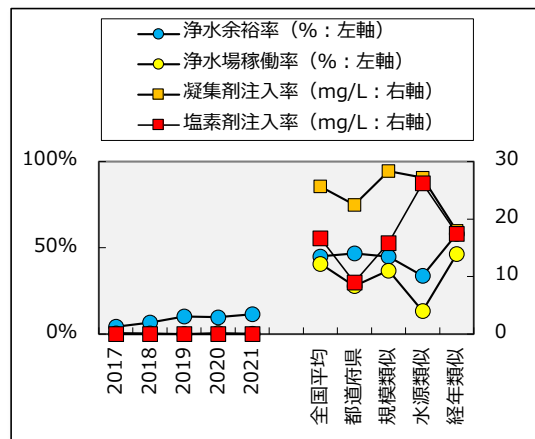 浄水余裕率（%：左軸）
浄水場稼働率（%：左軸）
凝集剤注入率（mg/L：右軸）
塩素剤注入率（mg/L：右軸）
100%
50%
0%
30
20
10
0
2017
2018
2019
2020
2021
全国平均
都道府県
規模類似
水源類似
経年類似